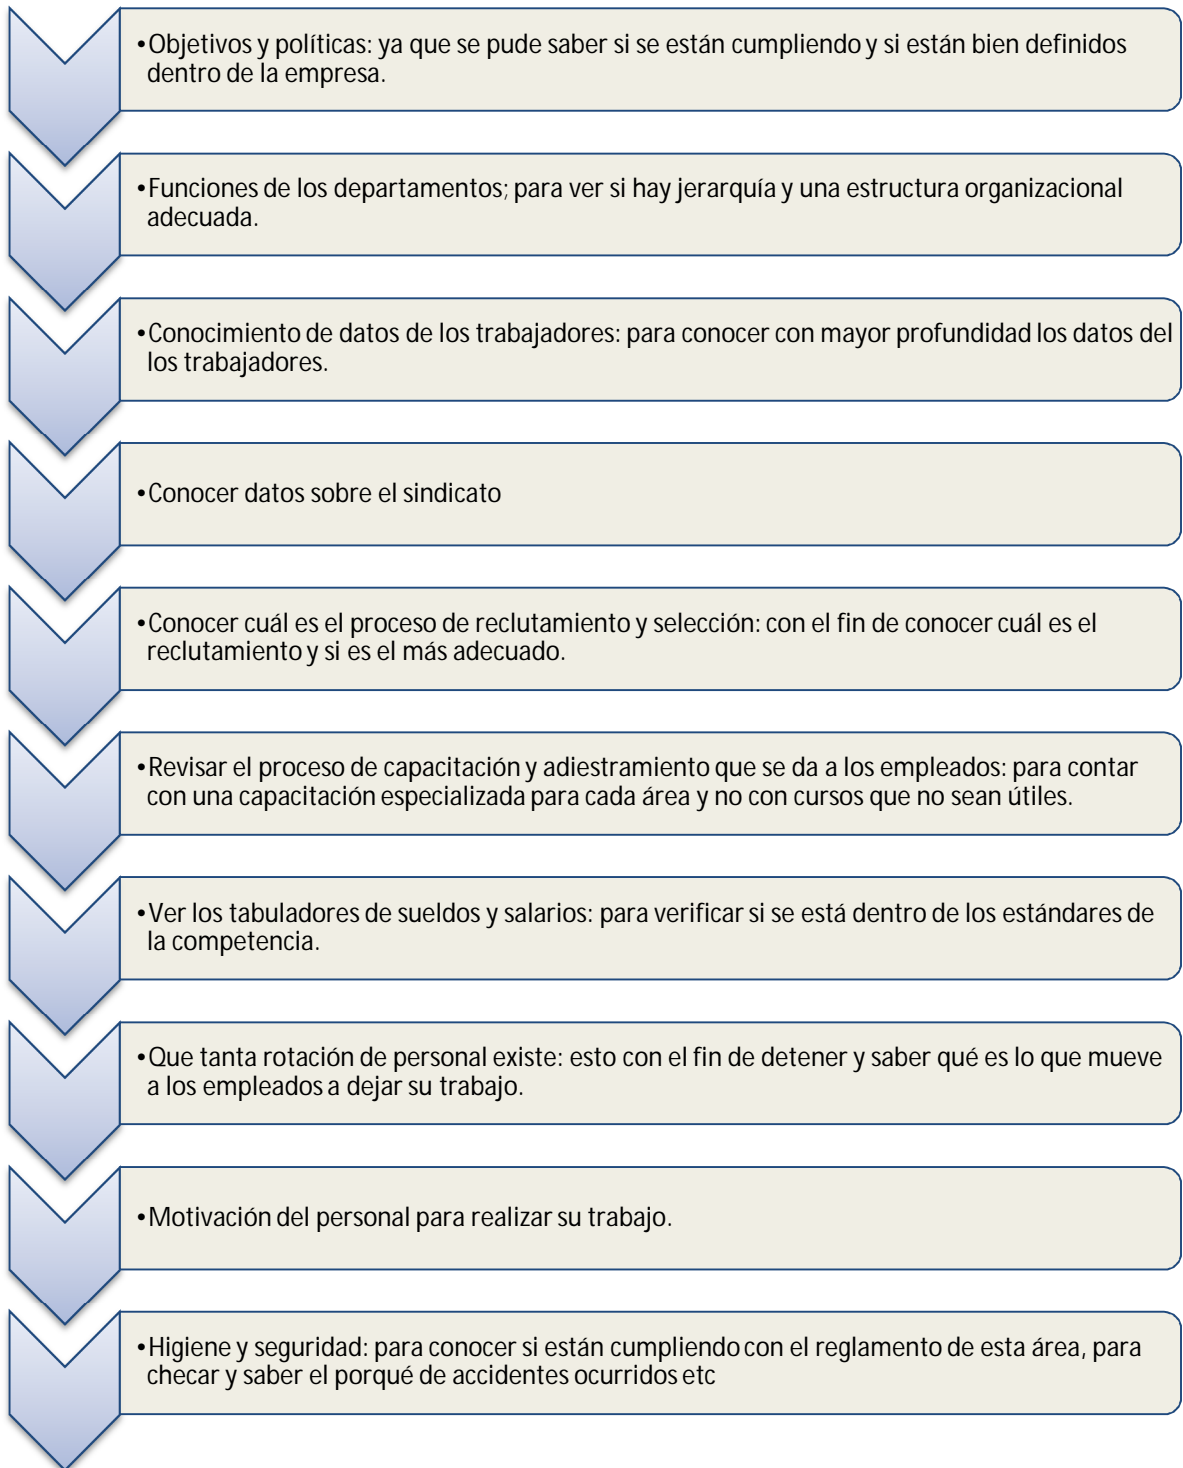 •Objetivos y políticas: ya que se pude saber si se están cumpliendo y si están bien definidos
dentro de la empresa.
•Funciones de los departamentos; para ver si hay jerarquía y una estructura organizacional
adecuada.
•Conocimiento de datos de los trabajadores: para conocer con mayor profundidad los datos del
los trabajadores.
•Conocer datos sobre el sindicato
•Conocer cuál es el proceso de reclutamiento y selección: con el fin de conocer cuál es el
reclutamiento y si es el más adecuado.
•Revisar el proceso de capacitación y adiestramiento que se da a los empleados: para contar
con una capacitación especializada para cada área y no con cursos que no sean útiles.
•Ver los tabuladores de sueldos y salarios: para verificar si se está dentro de los estándares de
la competencia.
•Que tanta rotación de personal existe: esto con el fin de detener y saber qué es lo que mueve
a los empleados a dejar su trabajo.
•Motivación del personal para realizar su trabajo.
•Higiene y seguridad: para conocer si están cumpliendo con el reglamento de esta área, para
checar y saber el porqué de accidentes ocurridos etc